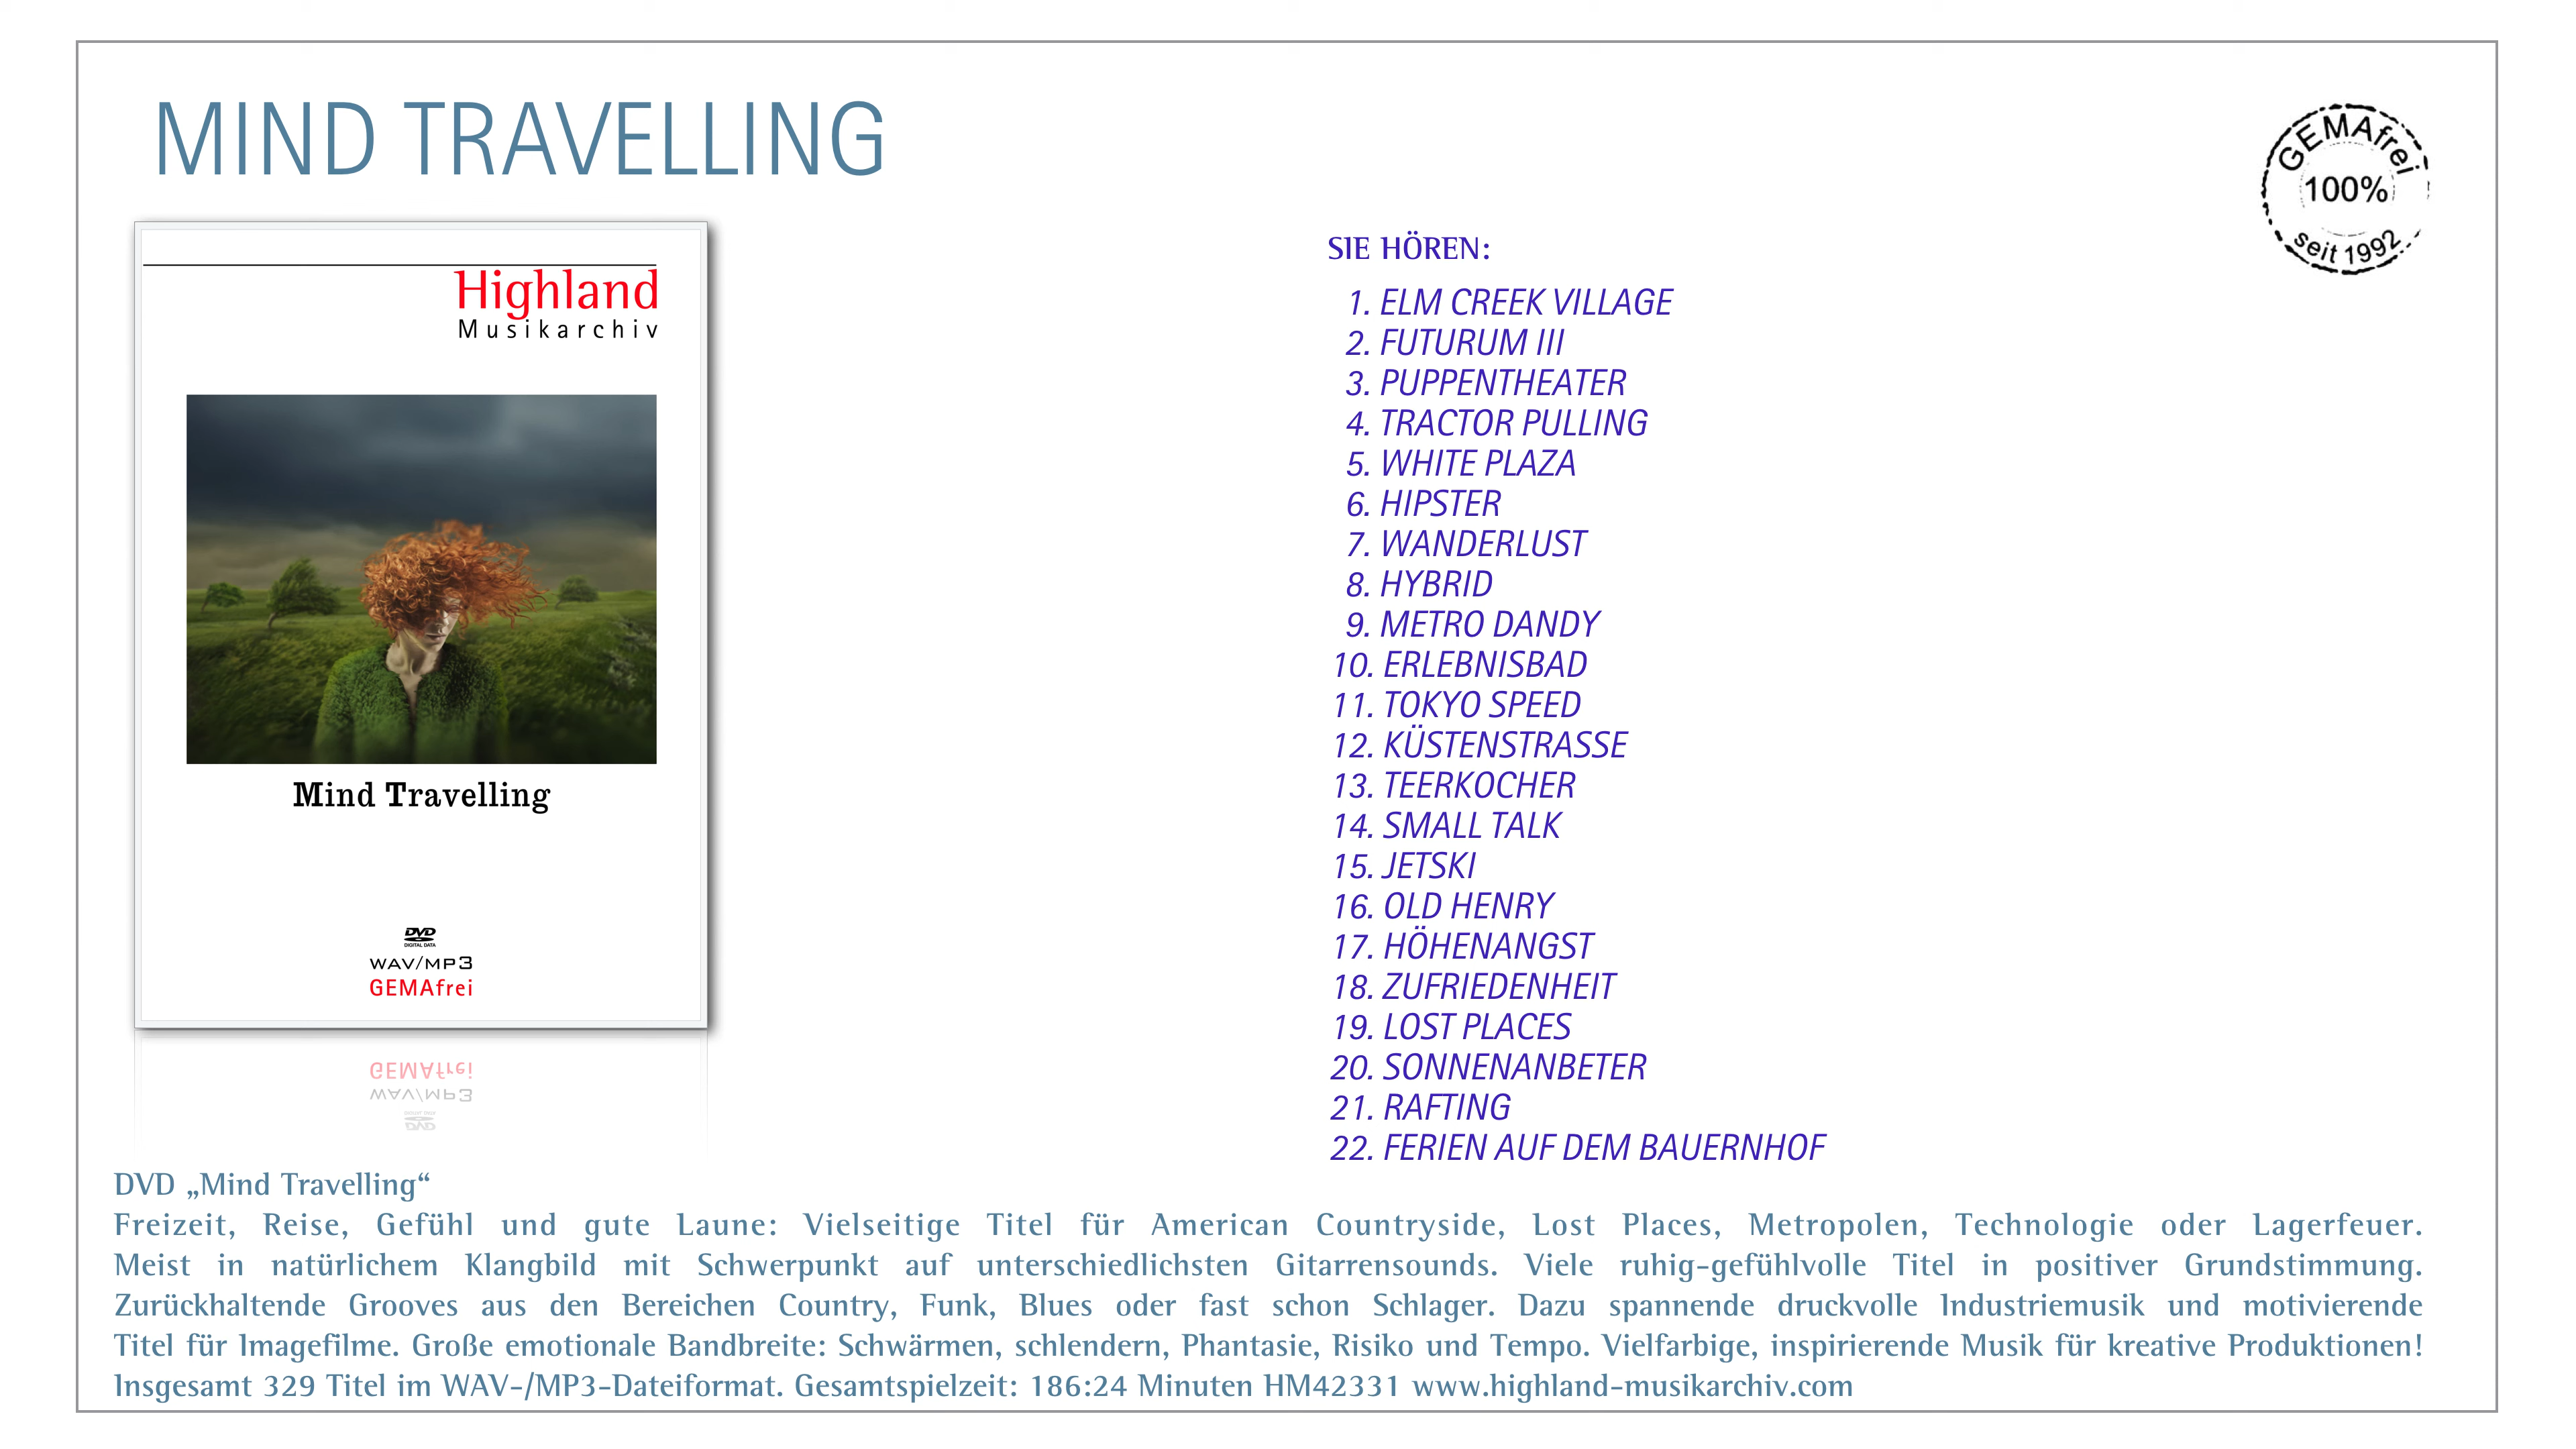 MIND TRAVELLING
GEMAfrei
100%
seit 1992
Highland
Musikarchiv
Mind Travelling
DVD
DIGITAL DATA
WAV/MP3
GEMAfrei
SIE HÖREN:
1. ELM CREEK VILLAGE
2. FUTURUM III
3. PUPPENTHEATER
4. TRACTOR PULLING
5. WHITE PLAZA
6. HIPSTER
7. WANDERLUST
8. HYBRID
9. METRO DANDY
10. ERLEBNISBAD
11. TOKYO SPEED
12. KÜSTENSTRASSE
13. TEERKOCHER
14. SMALL TALK
15. JETSKI
16. OLD HENRY
17. HÖHENANGST
18. ZUFRIEDENHEIT
19. LOST PLACES
20. SONNENANBETER
21. RAFTING
22. FERIEN AUF DEM BAUERNHOF
DVD „Mind Travelling“
Freizeit, Reise, Gefühl und gute Laune: Vielseitige Titel für American Countryside, Lost Places, Metropolen, Technologie oder Lagerfeuer.
Meist in natürlichem Klangbild mit Schwerpunkt auf unterschiedlichsten Gitarrensounds. Viele ruhig-gefühlvolle Titel in positiver Grundstimmung.
Zurückhaltende Grooves aus den Bereichen Country, Funk, Blues oder fast schon Schlager. Dazu spannende druckvolle Industriemusik und motivierende
Titel für Imagefilme. Große emotionale Bandbreite: Schwärmen, schlendern, Phantasie, Risiko und Tempo. Vielfarbige, inspirierende Musik für kreative Produktionen!
Insgesamt 329 Titel im WAV-/MP3-Dateiformat. Gesamtspielzeit: 186:24 Minuten HM42331 www.highland-musikarchiv.com